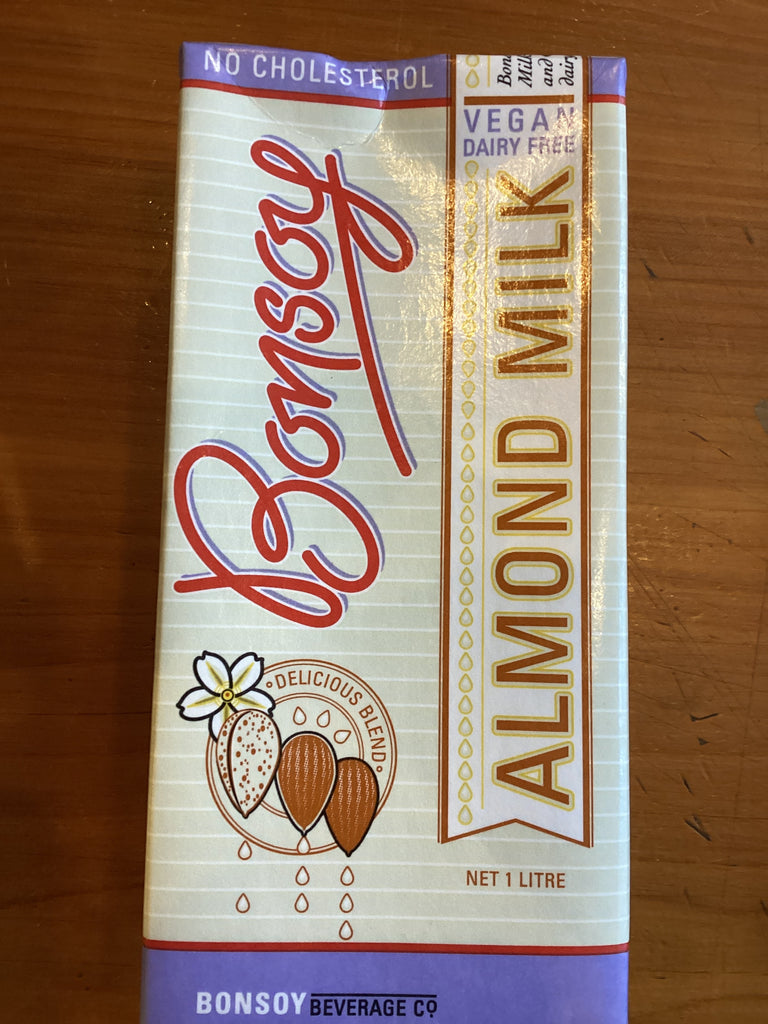 NO CHOLESTEROL
Bonsoy
VEGAN
DAIRY FREE
ALMOND MILK
°DELICIOUS BLEND°
NET 1 LITRE
BONSOY BEVERAGE CO